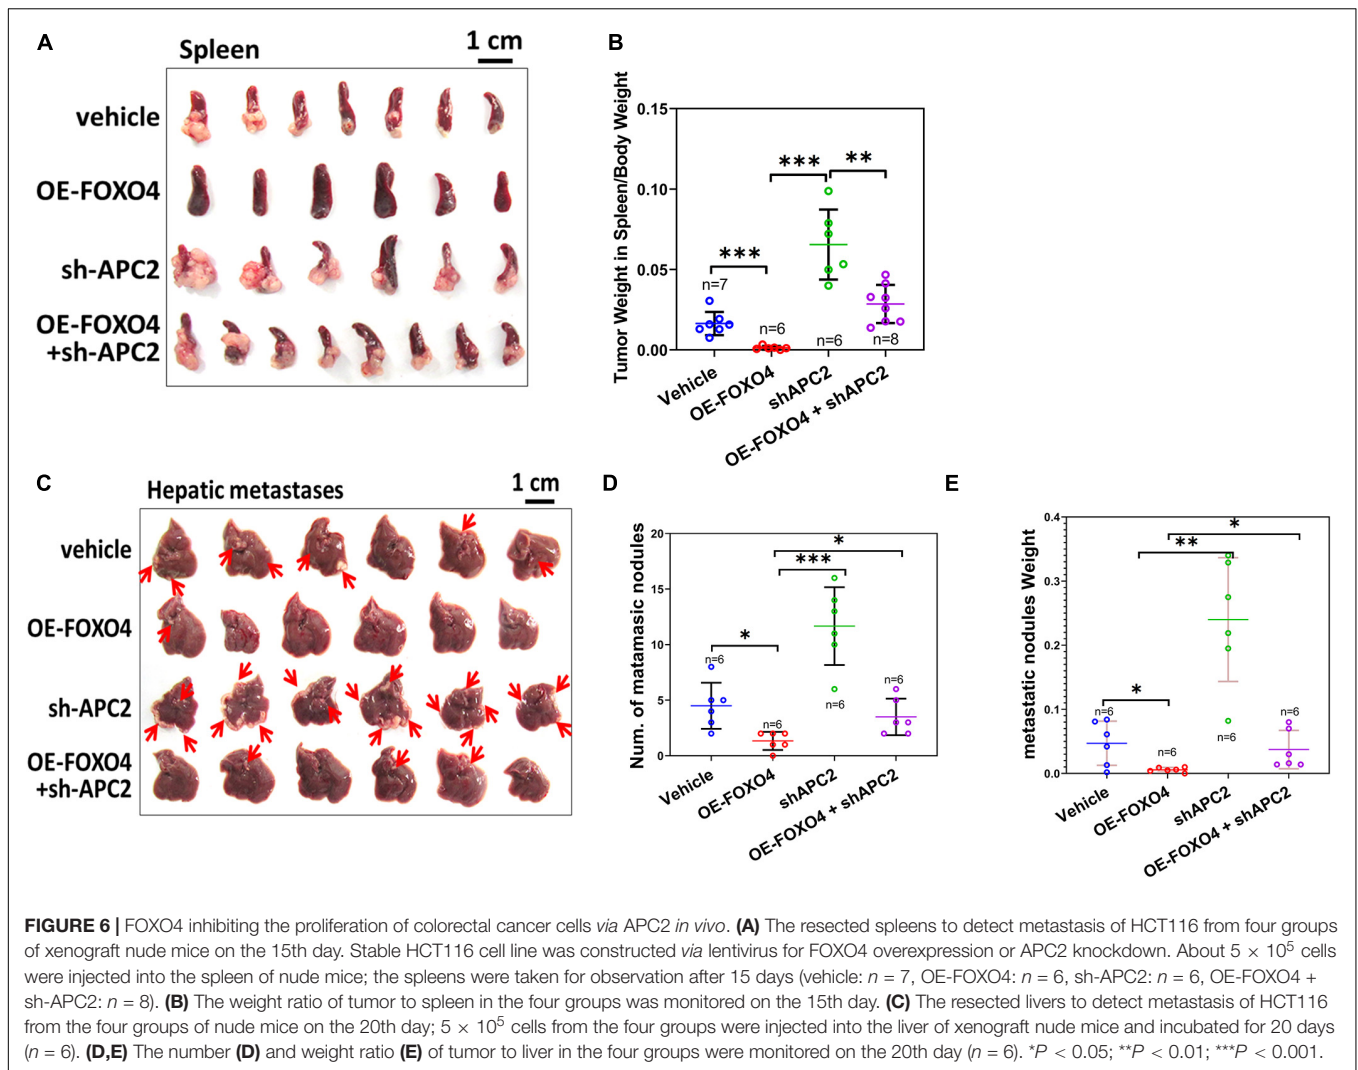 A
Spleen
1 cm
vehicle
OE-FOXO4
sh-APC2
OE-FOXO4
+sh-APC2
B
Tumor Weight in Spleen/Body Weight
0.15
0.10
0.05
0.00
***
***
**
n=7
n=6
n=6
n=8
Vehicle
OE-FOXO4
shAPC2
OE-FOXO4 + shAPC2
C
Hepatic metastases
1 cm
vehicle
OE-FOXO4
sh-APC2
OE-FOXO4
+sh-APC2
D
Num. of matamasic nodules
20
15
10
5
0
*
***
*
n=6
n=6
n=6
n=6
Vehicle
OE-FOXO4
shAPC2
OE-FOXO4 + shAPC2
E
metastatic nodules Weight
0.4
0.3
0.2
0.1
0.0
*
**
*
n=6
n=6
n=6
n=6
Vehicle
OE-FOXO4
shAPC2
OE-FOXO4 + shAPC2
FIGURE 6 | FOXO4 inhibiting the proliferation of colorectal cancer cells via APC2 in vivo. (A) The resected spleens to detect metastasis of HCT116 from four groups
of xenograft nude mice on the 15th day. Stable HCT116 cell line was constructed via lentivirus for FOXO4 overexpression or APC2 knockdown. About 5 × 10⁵ cells
were injected into the spleen of nude mice; the spleens were taken for observation after 15 days (vehicle: n = 7, OE-FOXO4: n = 6, sh-APC2: n = 6, OE-FOXO4 +
sh-APC2: n = 8). (B) The weight ratio of tumor to spleen in the four groups was monitored on the 15th day. (C) The resected livers to detect metastasis of HCT116
from the four groups of nude mice on the 20th day; 5 × 10⁵ cells from the four groups were injected into the liver of xenograft nude mice and incubated for 20 days
(n = 6). (D,E) The number (D) and weight ratio (E) of tumor to liver in the four groups were monitored on the 20th day (n = 6). *P < 0.05; **P < 0.01; ***P < 0.001.